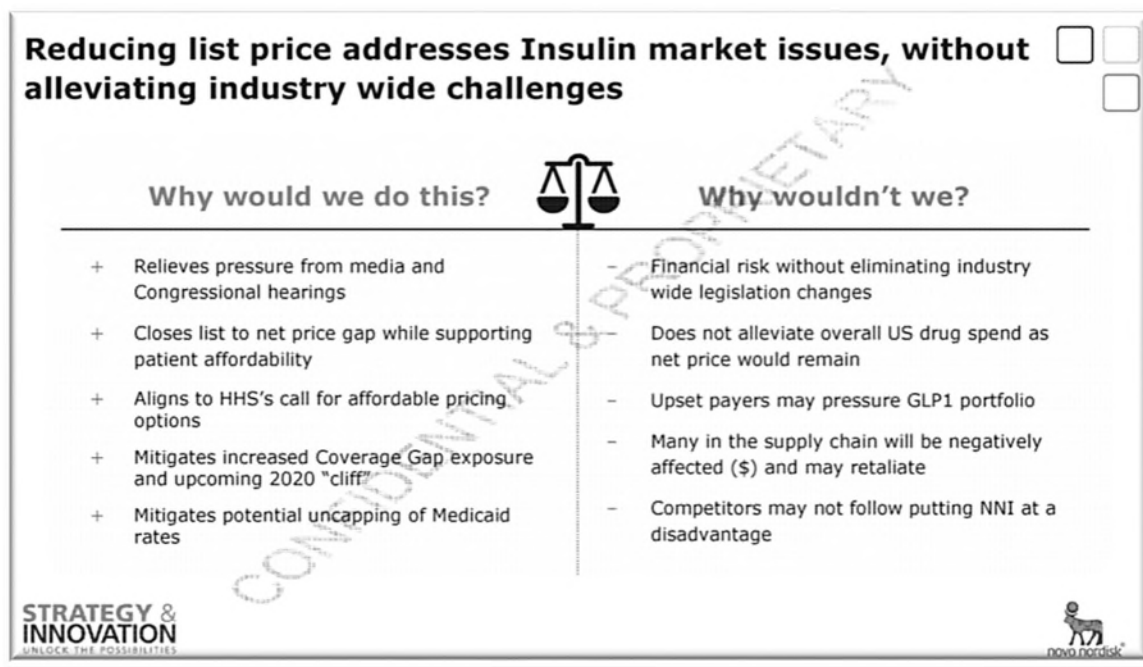 Reducing list price addresses Insulin market issues, without
alleviating industry wide challenges
Why would we do this?
+ Relieves pressure from media and
Congressional hearings
+ Closes list to net price gap while supporting
patient affordability
+ Aligns to HHS's call for affordable pricing
options
+ Mitigates increased Coverage Gap exposure
and upcoming 2020 “cliff”
+ Mitigates potential uncapping of Medicaid
rates
Why wouldn't we?
– Financial risk without eliminating industry
wide legislation changes
– Does not alleviate overall US drug spend as
net price would remain
– Upset payers may pressure GLP1 portfolio
– Many in the supply chain will be negatively
affected ($) and may retaliate
– Competitors may not follow putting NNI at a
disadvantage
CONFIDENTIAL & PROPRIETARY
STRATEGY &
INNOVATION
UNLOCK THE POSSIBILITIES
novo nordisk®